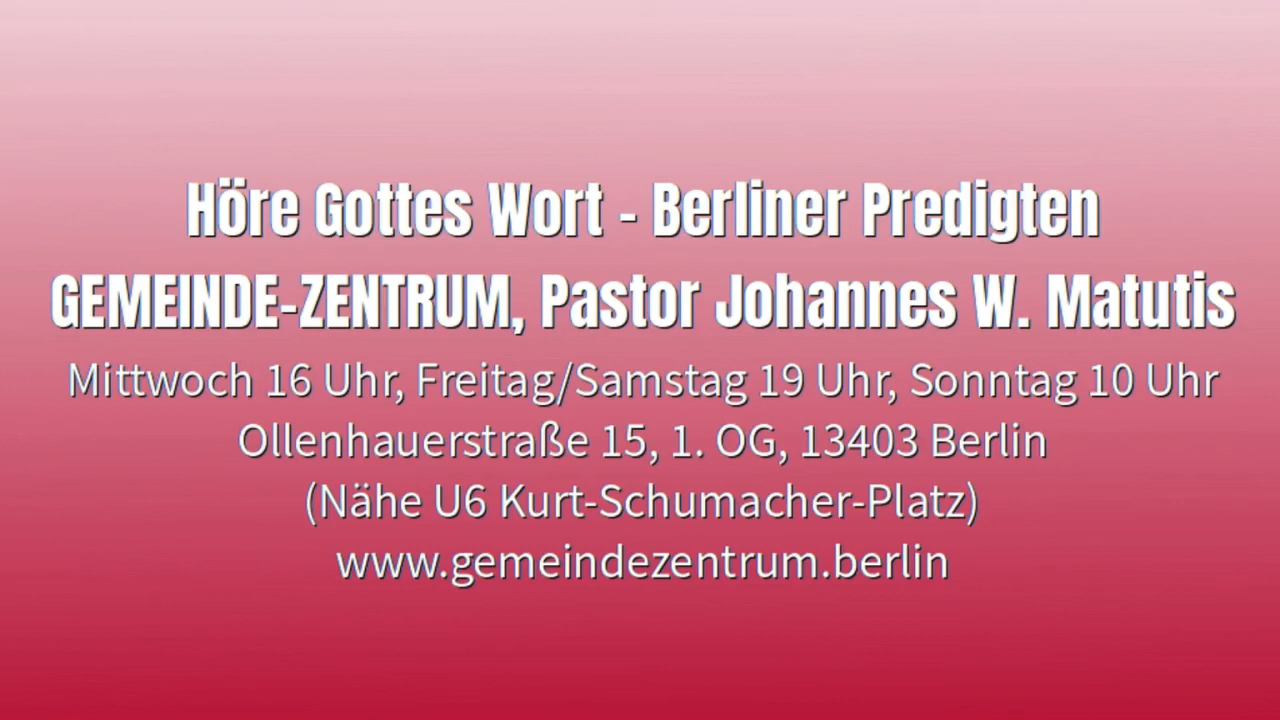 Höre Gottes Wort - Berliner Predigten
GEMEINDE-ZENTRUM, Pastor Johannes W. Matutis
Mittwoch 16 Uhr, Freitag/Samstag 19 Uhr, Sonntag 10 Uhr
Ollenhauerstraße 15, 1. OG, 13403 Berlin
(Nähe U6 Kurt-Schumacher-Platz)
www.gemeindezentrum.berlin